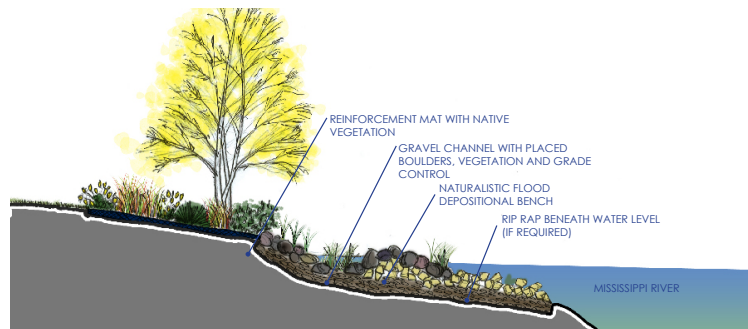 REINFORCEMENT MAT WITH NATIVE
VEGETATION
GRAVEL CHANNEL WITH PLACED
BOULDERS, VEGETATION AND GRADE
CONTROL
NATURALISTIC FLOOD
DEPOSITIONAL BENCH
RIP RAP BENEATH WATER LEVEL
(IF REQUIRED)
MISSISSIPPI RIVER